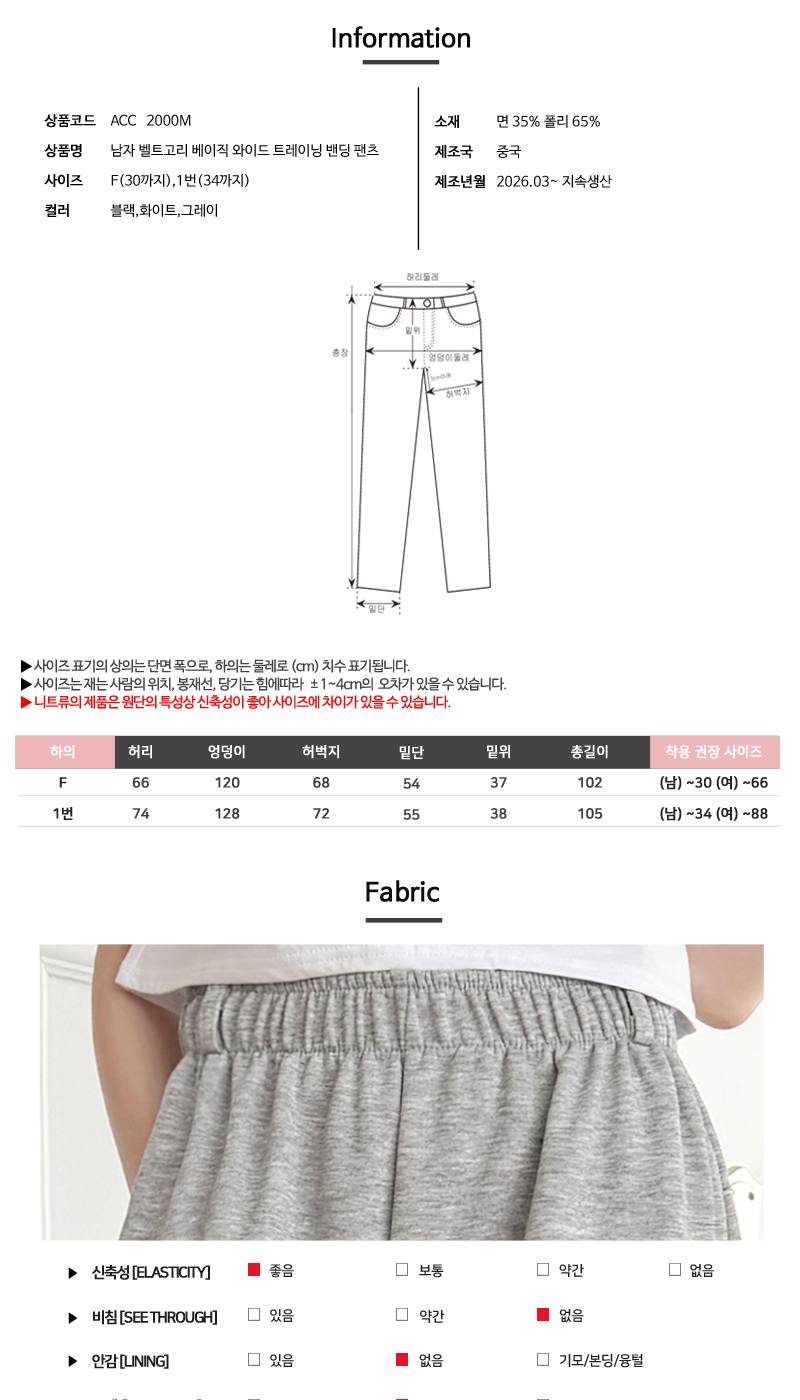 Information
상품코드 ACC 2000M
상품명 남자 벨트고리 베이직 와이드 트레이닝 밴딩 팬츠
사이즈 F(30까지),1번(34까지)
컬러 블랙,화이트,그레이
소재 면 35% 폴리 65%
제조국 중국
제조년월 2026.03~ 지속생산
허리둘레
밑위
총장
엉덩이둘레
허벅지
밑단
▶사이즈 표기의 상의는 단면 폭으로, 하의는 둘레로 (cm) 치수 표기됩니다.
▶사이즈는 재는 사람의 위치, 봉재선, 당기는 힘에따라 ±1~4cm의 오차가 있을 수 있습니다.
▶니트류의 제품은 원단의 특성상 신축성이 좋아 사이즈에 차이가 있을 수 있습니다.
하의 허리 엉덩이 허벅지 밑단 밑위 총길이 착용 권장 사이즈
F 66 120 68 54 37 102 (남) ~30 (여) ~66
1번 74 128 72 55 38 105 (남) ~34 (여) ~88
Fabric
▶ 신축성 [ELASTICITY] 좋음 보통 약간 없음
▶ 비침 [SEE THROUGH] 있음 약간 없음
▶ 안감 [LINING] 있음 없음 기모/본딩/융털